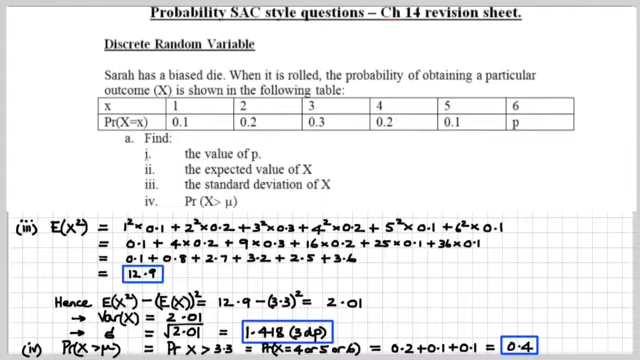 Probability SAC style questions – Ch 14 revision sheet.
Discrete Random Variable
Sarah has a biased die. When it is rolled, the probability of obtaining a particular
outcome (X) is shown in the following table:
x 1 2 3 4 5 6
Pr(X=x) 0.1 0.2 0.3 0.2 0.1 p
a. Find:
i. the value of p.
ii. the expected value of X
iii. the standard deviation of X
iv. Pr (X> μ)
(iii) E(X²) = 1²×0.1 + 2²×0.2 + 3²×0.3 + 4²×0.2 + 5²×0.1 + 6²×0.1
= 0.1 + 4×0.2 + 9×0.3 + 16×0.2 + 25×0.1 + 36×0.1
= 0.1 + 0.8 + 2.7 + 3.2 + 2.5 + 3.6
= 12.9
Hence E(X²) – (E(X))² = 12.9 – (3.3)² = 2.01
→ Var(X) = 2.01
→ σ = √2.01 = 1.418 (3dp)
(iv) Pr(X>μ) = Pr X > 3.3 = Pr(X = 4 or 5 or 6) = 0.2 + 0.1 + 0.1 = 0.4